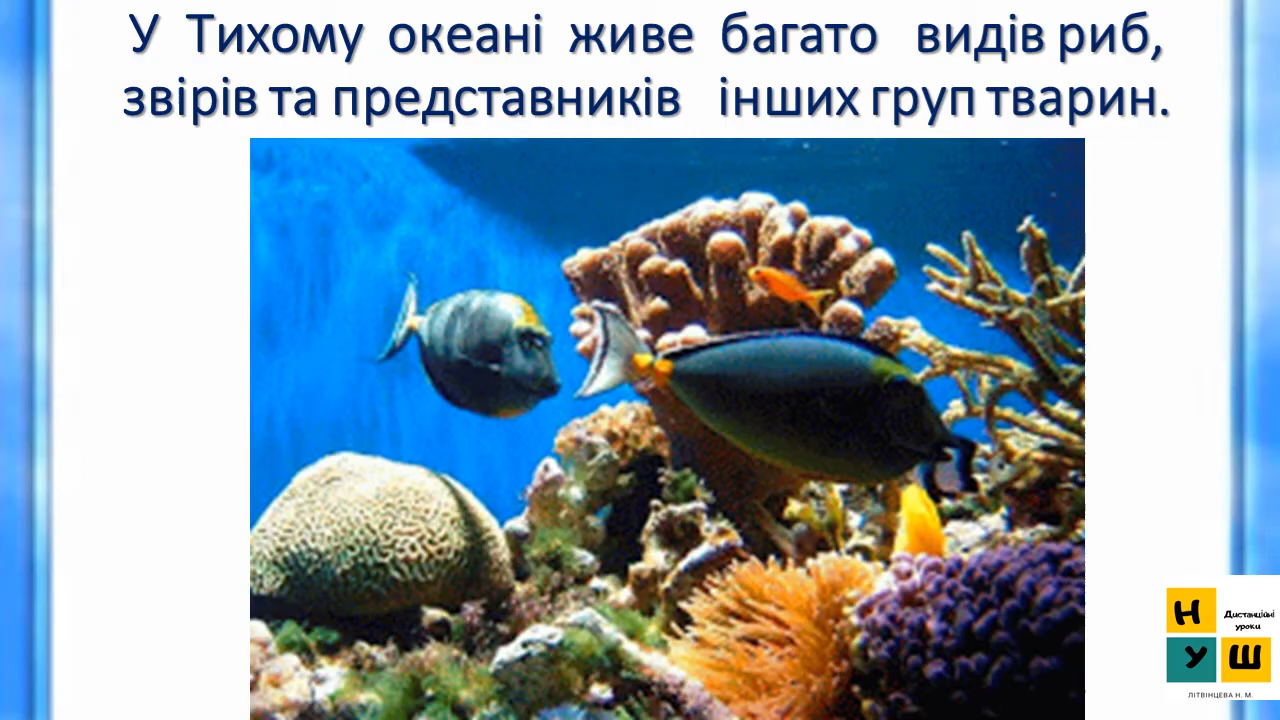 У Тихому океані живе багато видів риб,
звірів та представників інших груп тварин.
Н
Дистанційні
уроки
У Ш
ЛІТВІНЦЕВА Н. М.